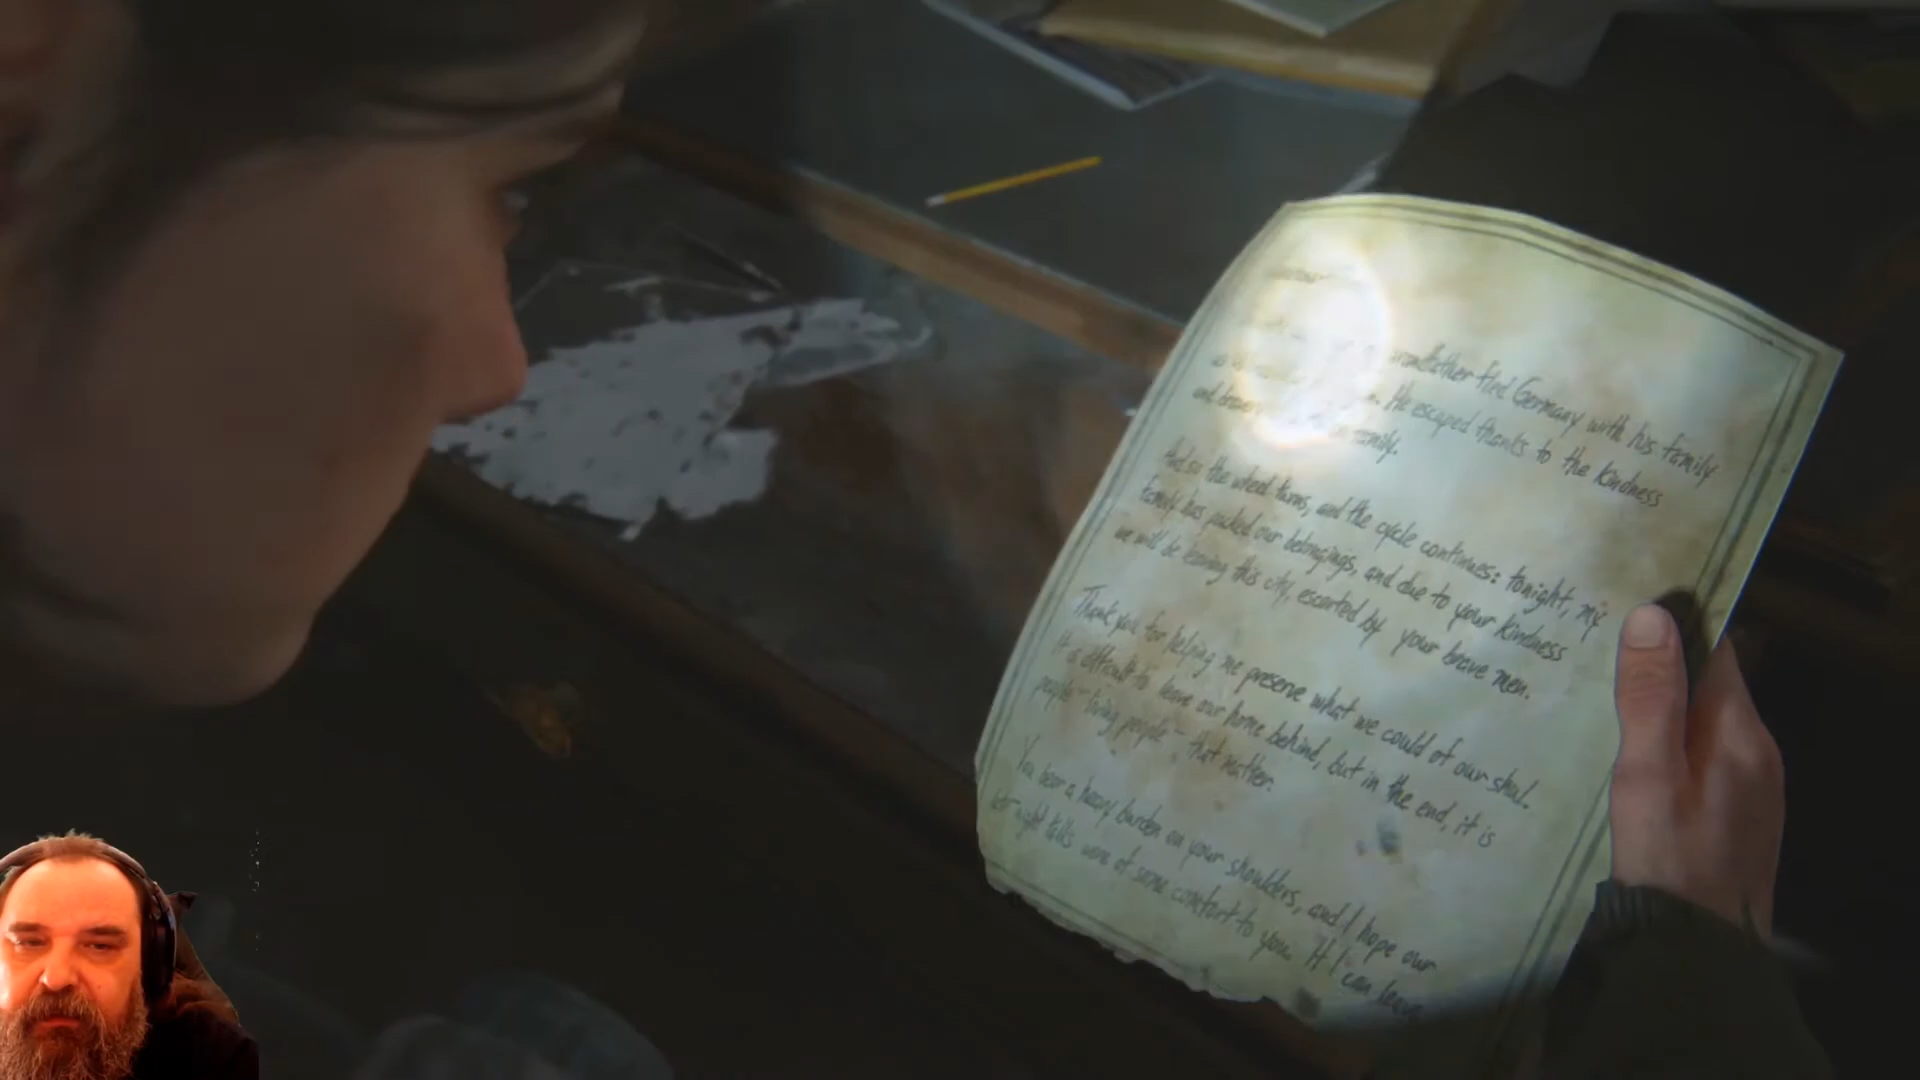 grandfather fled Germany with his family
He escaped thanks to the kindness
and family.
And so the wheel turns, and the cycle continues: tonight, my
family has packed our belongings, and due to your kindness
we will be leaving this city, escorted by your brave men.
Thank you for helping me preserve what we could of our shul.
It is difficult to leave our home behind, but in the end, it is
people - living people - that matter.
You bear a heavy burden on your shoulders, and I hope our
late night talks were of some comfort to you. If I can leave